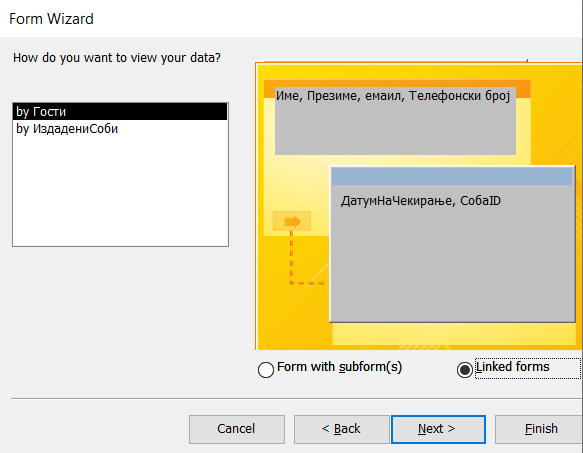 Form Wizard
How do you want to view your data?
by Гости
by ИздадениСоби
Име, Презиме, емаил, Телефонски број
ДатумНаЧекирање, СобаID
Form with subform(s)
Linked forms
Cancel
< Back
Next >
Finish